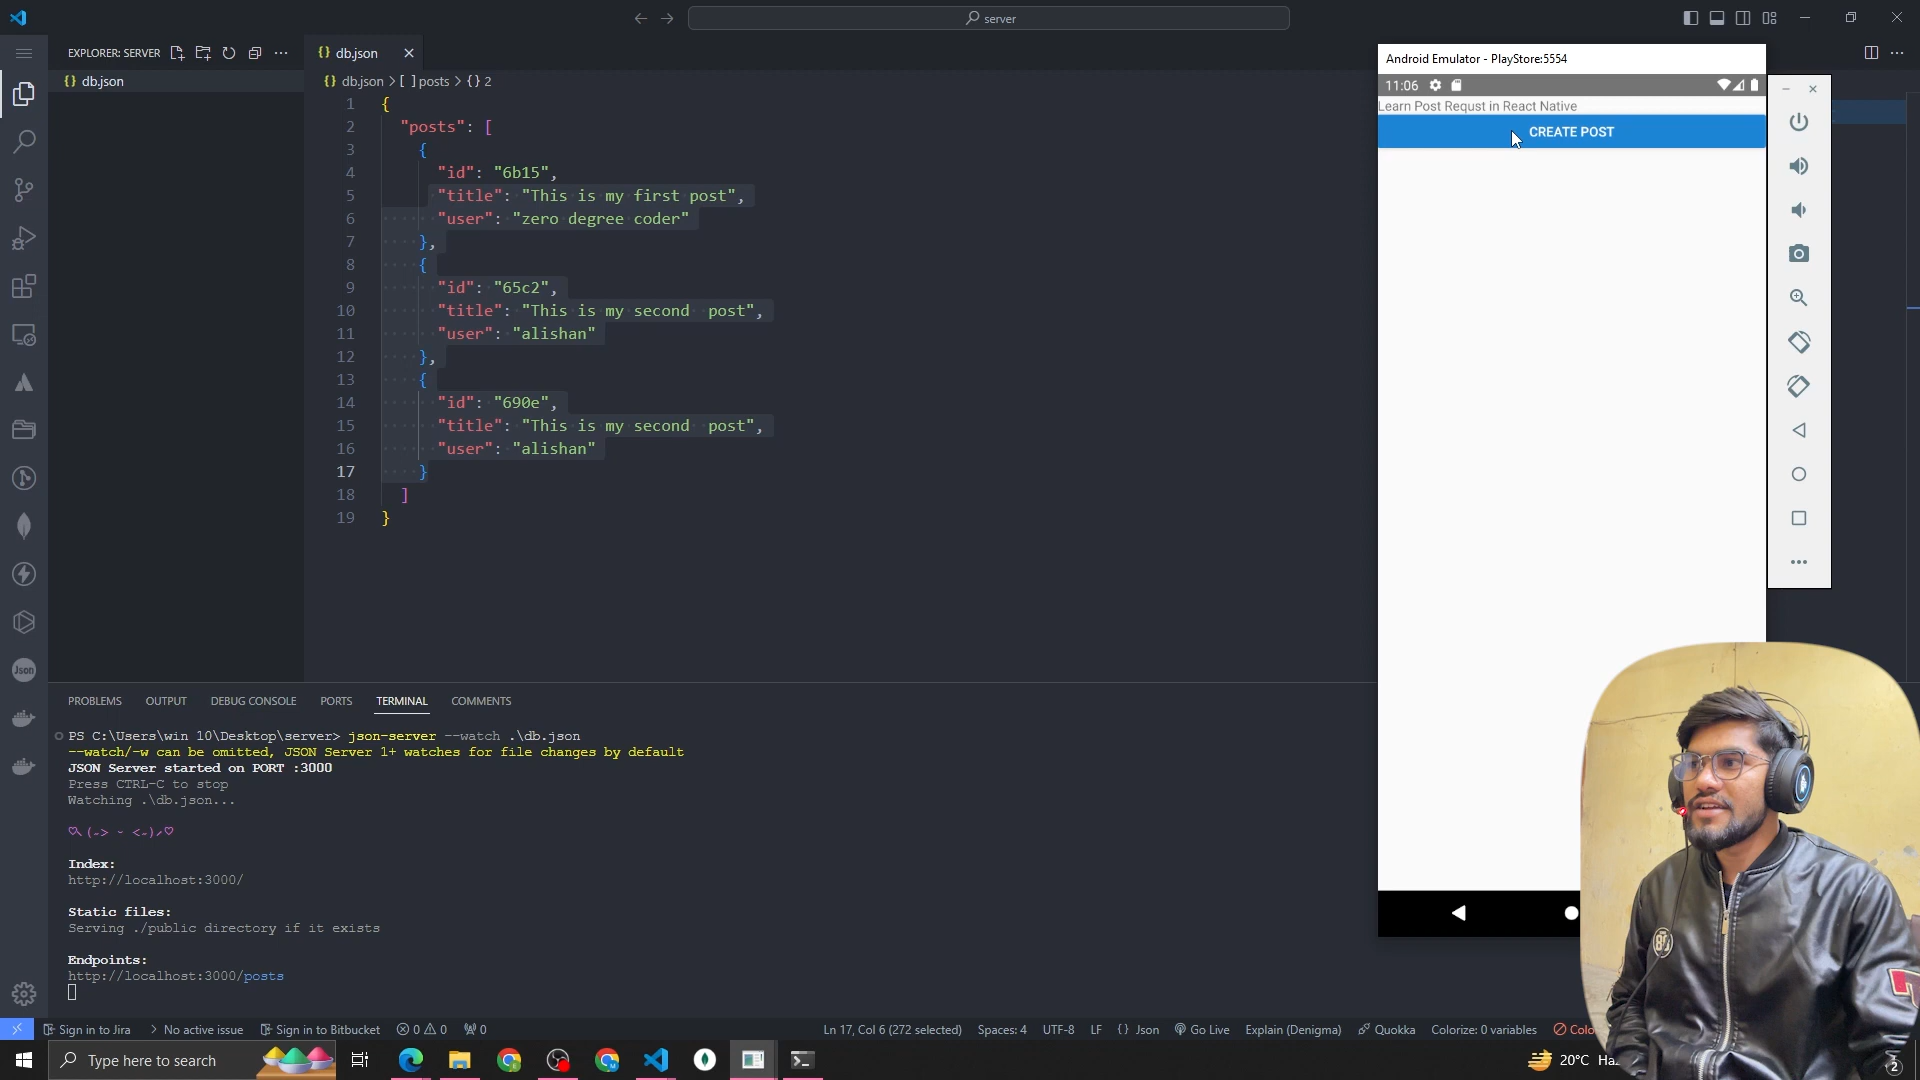 server
EXPLORER: SERVER
db.json
db.json
db.json > [ ] posts > {} 2
1 {
2 "posts": [
3 {
4 "id": "6b15",
5 "title": "This is my first post",
6 "user": "zero degree coder"
7 },
8 {
9 "id": "65c2",
10 "title": "This is my second  post",
11 "user": "alishan"
12 },
13 {
14 "id": "690e",
15 "title": "This is my second  post",
16 "user": "alishan"
17 }
18 ]
19 }
Android Emulator - PlayStore:5554
11:06
Learn Post Requst in React Native
CREATE POST
Json
PROBLEMS OUTPUT DEBUG CONSOLE PORTS TERMINAL COMMENTS
PS C:\Users\win 10\Desktop\server> json-server --watch .\db.json
--watch/-w can be omitted, JSON Server 1+ watches for file changes by default
JSON Server started on PORT :3000
Press CTRL-C to stop
Watching .\db.json...
Index:
http://localhost:3000/
Static files:
Serving ./public directory if it exists
Endpoints:
http://localhost:3000/posts
Sign in to Jira > No active issue Sign in to Bitbucket 0 0 0 Ln 17, Col 6 (272 selected) Spaces: 4 UTF-8 LF {} Json Go Live Explain (Denigma) Quokka Colorize: 0 variables Colo
Type here to search
20°C Haz
2